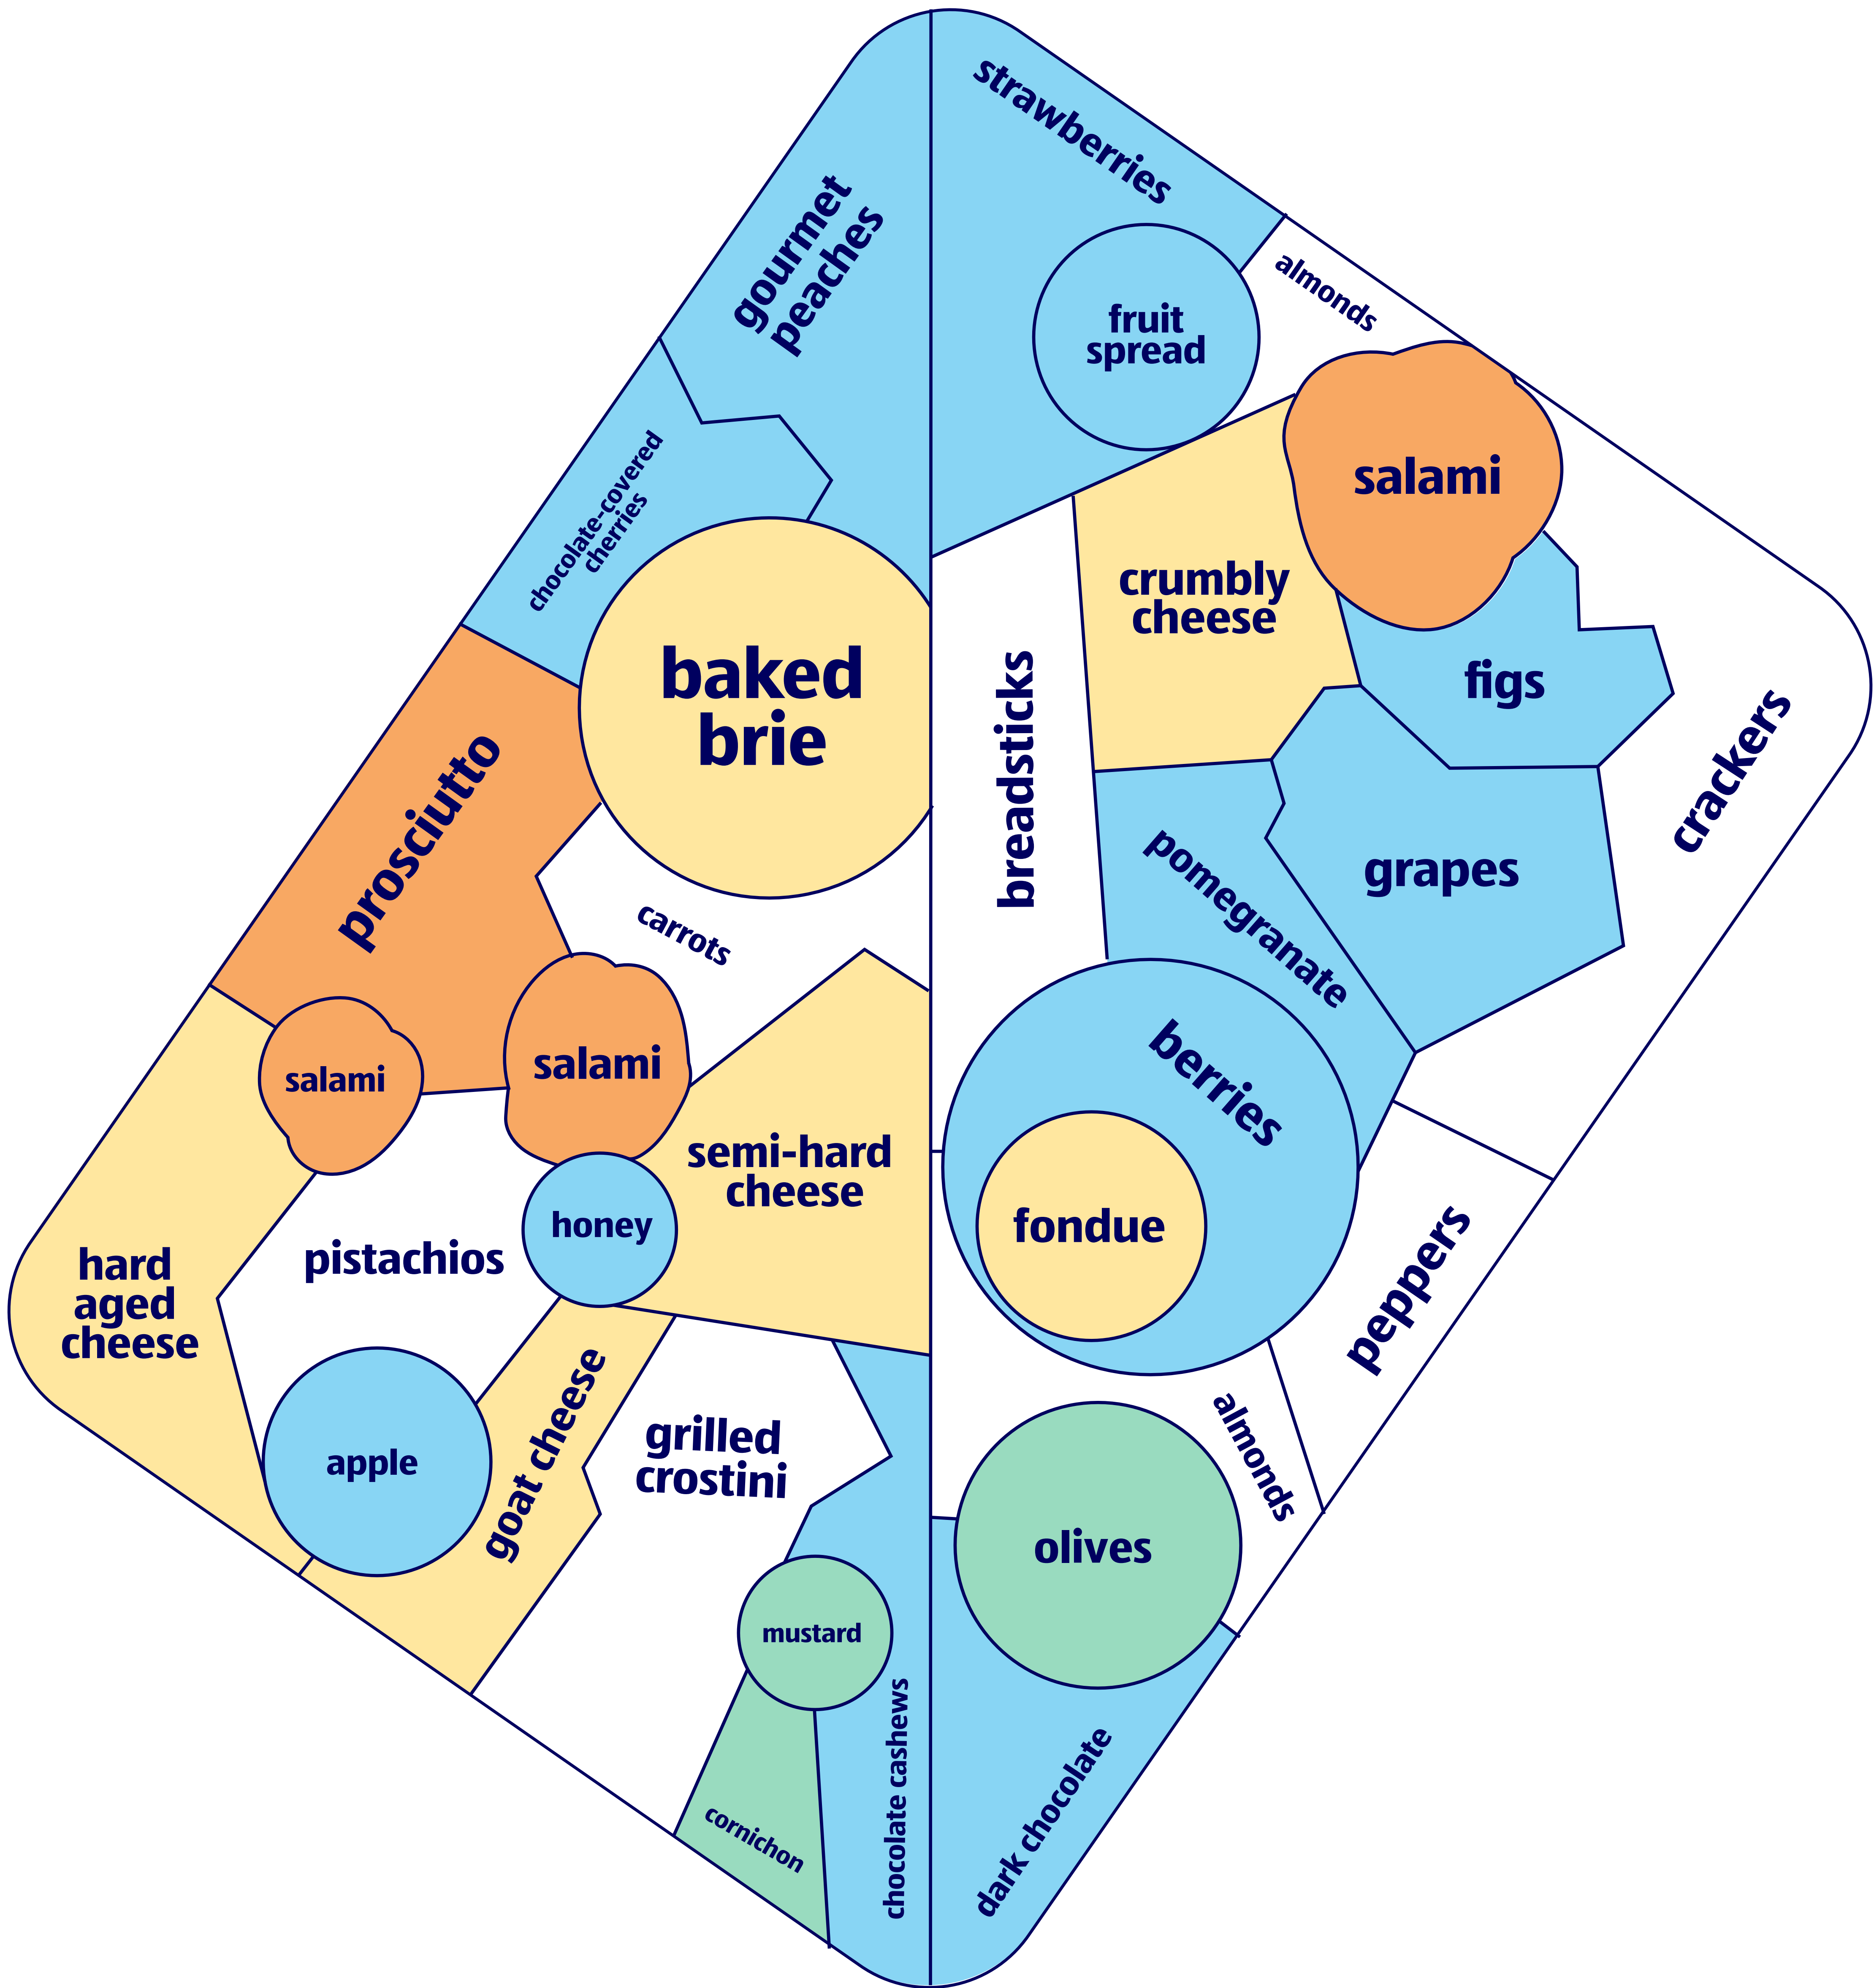 strawberries
gourmet
peaches
almonds
fruit
spread
salami
chocolate-covered
cherries
crumbly
cheese
baked
brie
figs
breadsticks
crackers
prosciutto
grapes
pomegranate
carrots
salami
salami
berries
semi-hard
cheese
honey
fondue
pistachios
hard
aged
cheese
peppers
apple
goat cheese
grilled
crostini
almonds
olives
mustard
chocolate cashews
dark chocolate
cornichon